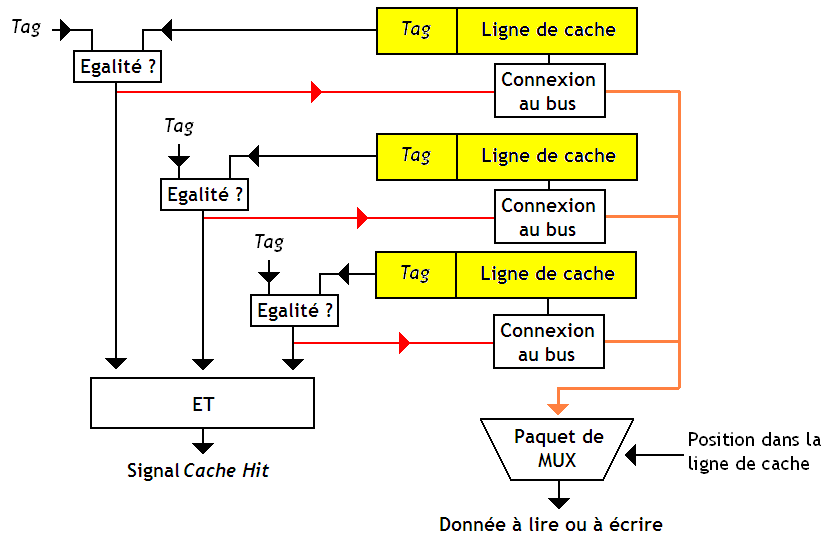 Tag
Tag
Ligne de cache
Egalité ?
Connexion
au bus
Tag
Tag
Ligne de cache
Egalité ?
Connexion
au bus
Tag
Tag
Ligne de cache
Egalité ?
Connexion
au bus
ET
Signal Cache Hit
Paquet de
MUX
Position dans la
ligne de cache
Donnée à lire ou à écrire